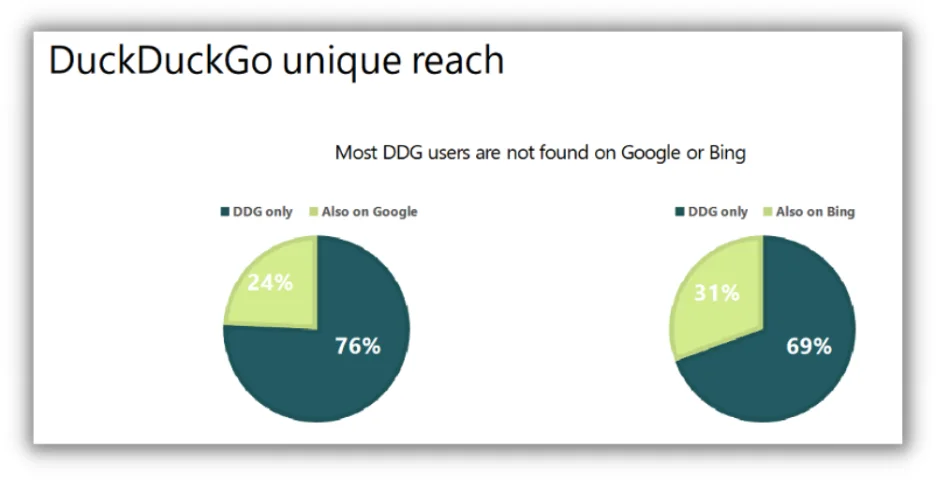 DuckDuckGo unique reach
Most DDG users are not found on Google or Bing
DDG only Also on Google
24%
76%
DDG only Also on Bing
31%
69%